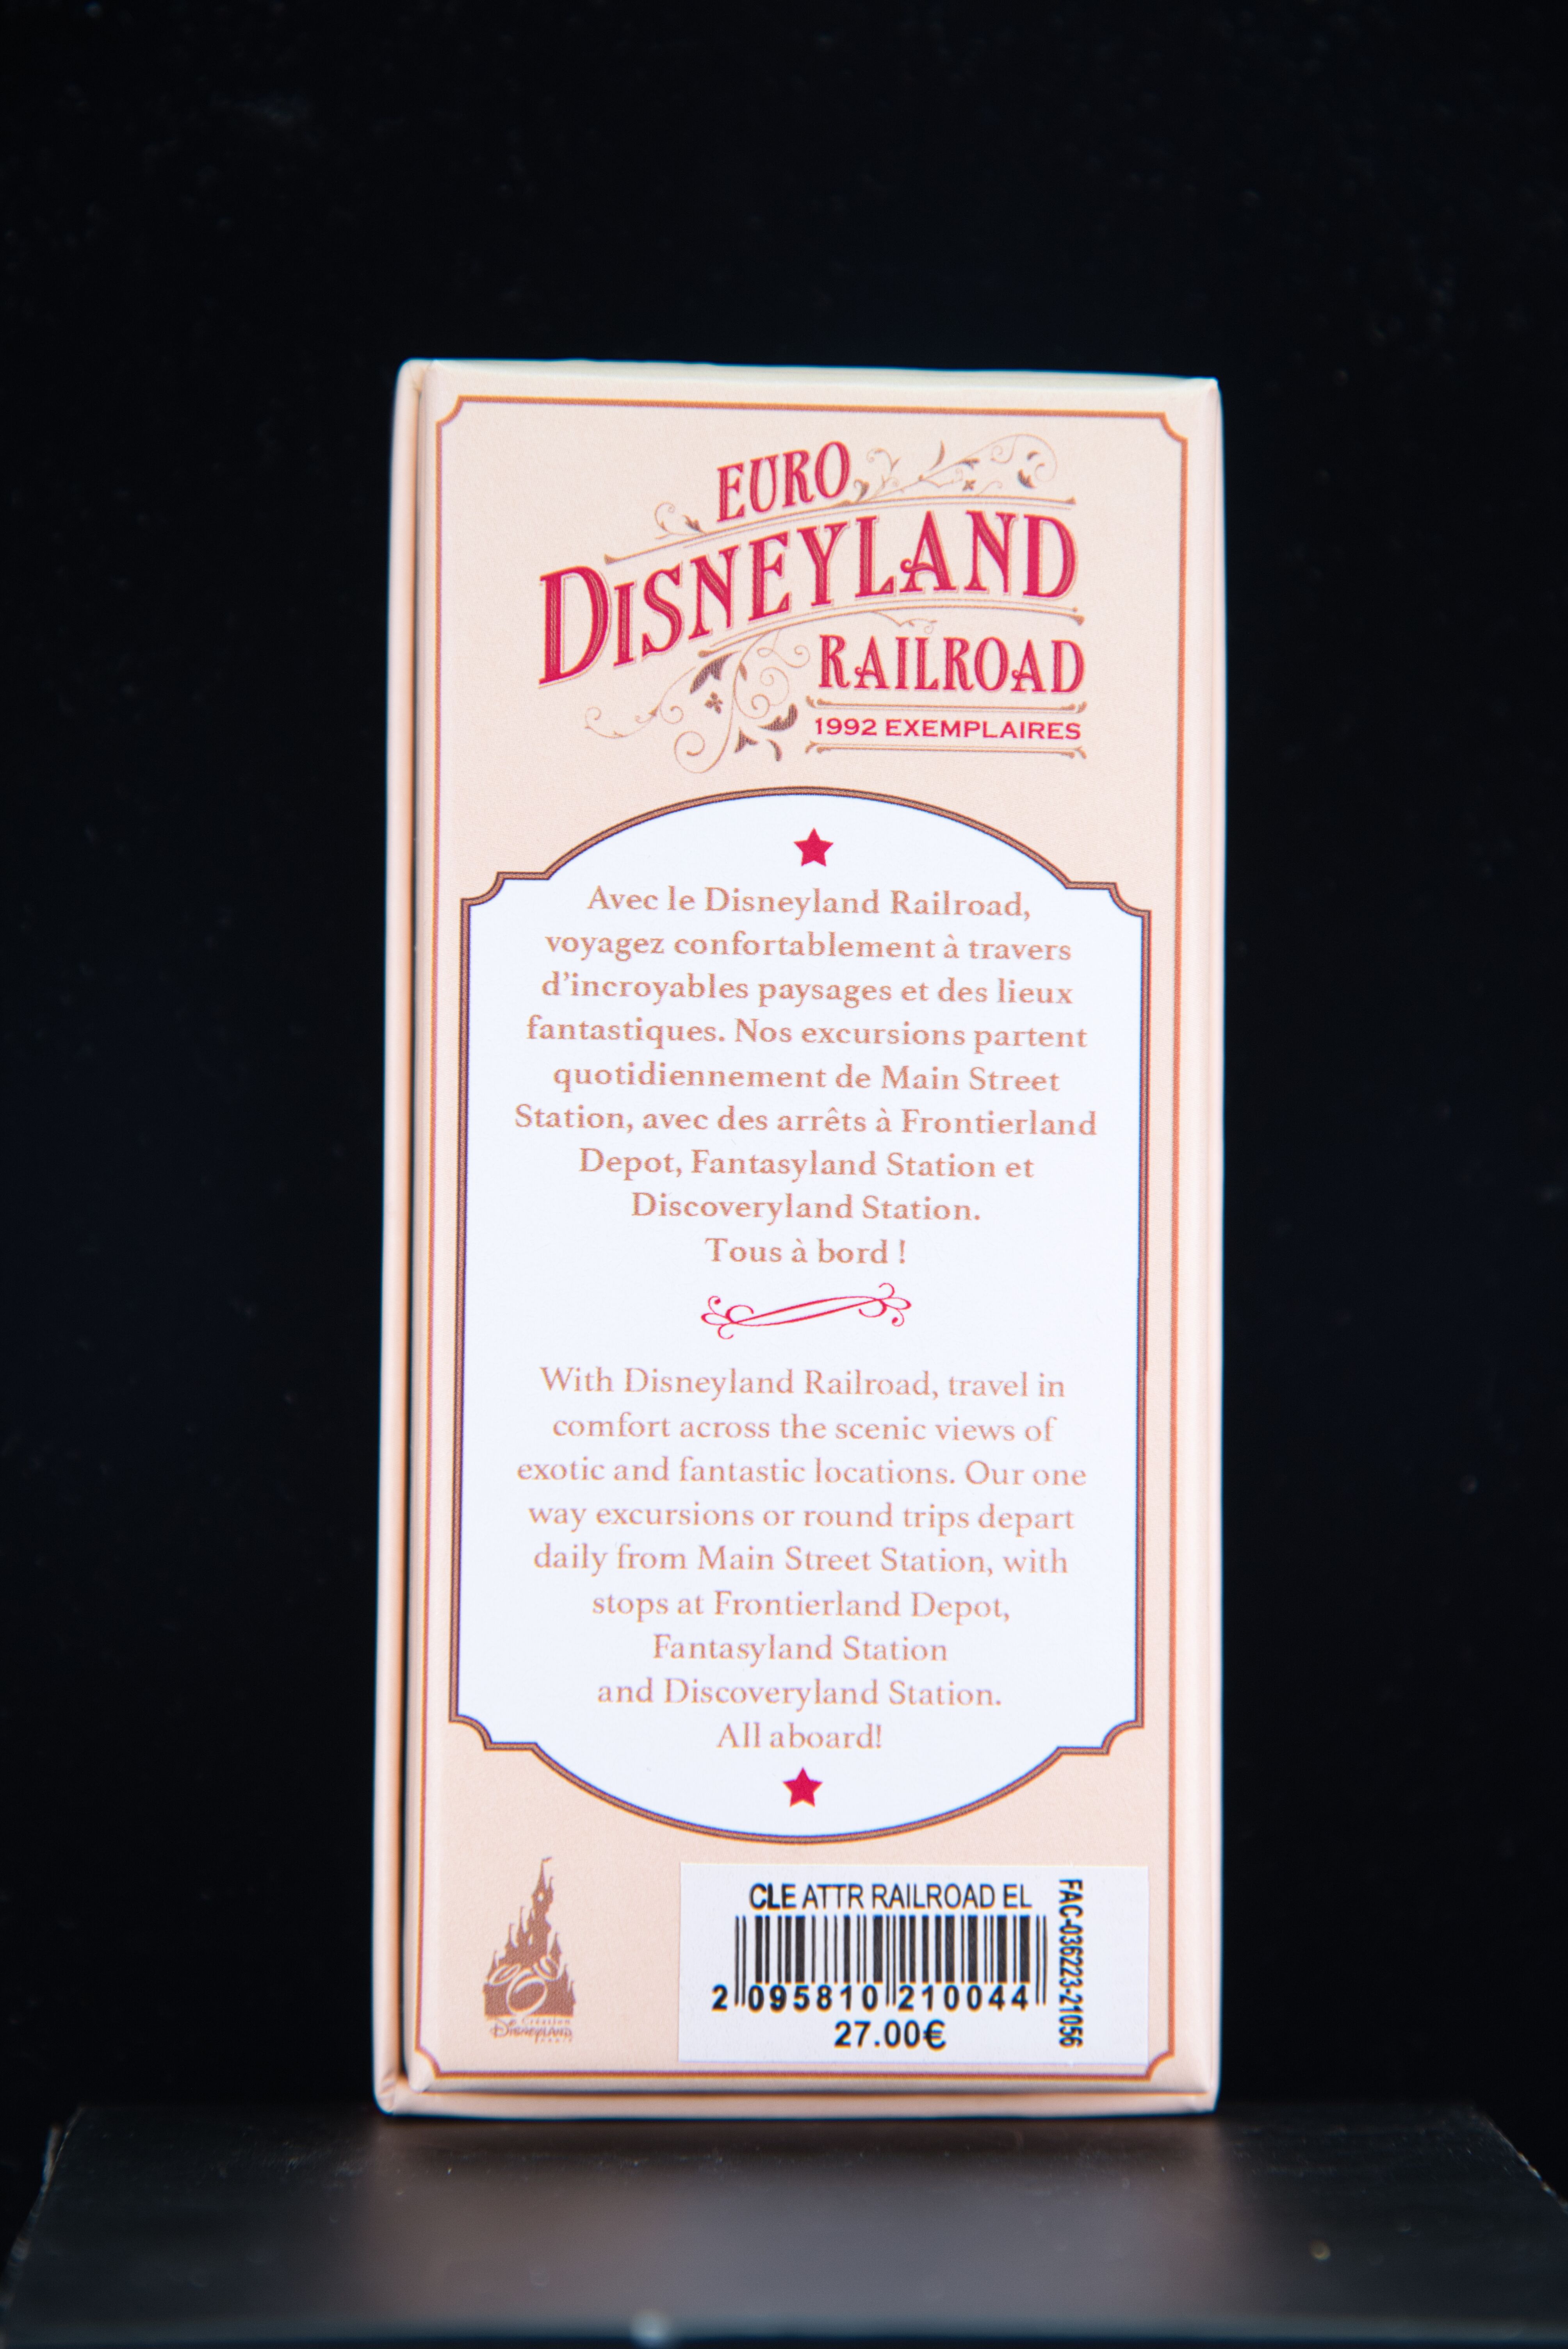 EURO
DISNEYLAND
RAILROAD
1992 EXEMPLAIRES
Avec le Disneyland Railroad,
voyagez confortablement à travers
d'incroyables paysages et des lieux
fantastiques. Nos excursions partent
quotidiennement de Main Street
Station, avec des arrêts à Frontierland
Depot, Fantasyland Station et
Discoveryland Station.
Tous à bord !
With Disneyland Railroad, travel in
comfort across the scenic views of
exotic and fantastic locations. Our one
way excursions or round trips depart
daily from Main Street Station, with
stops at Frontierland Depot,
Fantasyland Station
and Discoveryland Station.
All aboard!
Création
DISNEYLAND
PARIS
CLE ATTR RAILROAD EL
2 095810 210044
27.00€
FAC-036223-21056